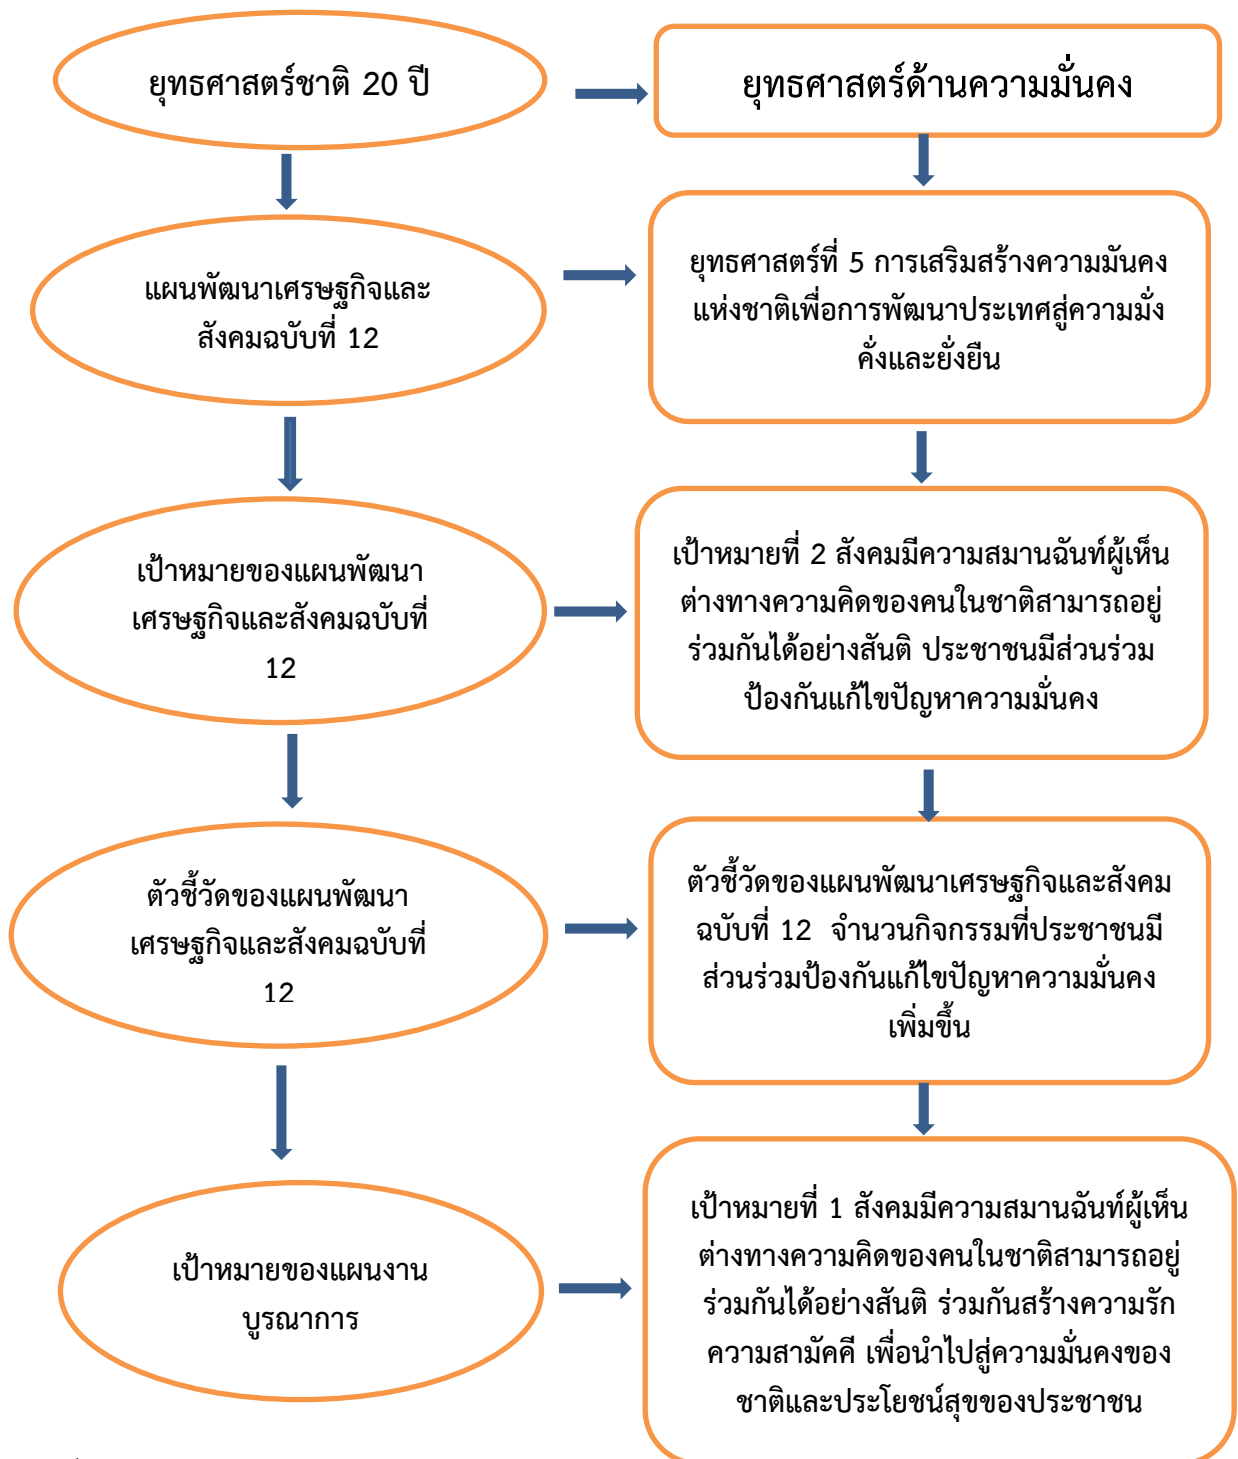 ยุทธศาสตร์ชาติ 20 ปี
ยุทธศาสตร์ด้านความมั่นคง
แผนพัฒนาเศรษฐกิจและ
สังคมฉบับที่ 12
ยุทธศาสตร์ที่ 5 การเสริมสร้างความมันคง
แห่งชาติเพื่อการพัฒนาประเทศสู่ความมั่ง
คั่งและยั่งยืน
เป้าหมายของแผนพัฒนา
เศรษฐกิจและสังคมฉบับที่
12
เป้าหมายที่ 2 สังคมมีความสมานฉันท์ผู้เห็น
ต่างทางความคิดของคนในชาติสามารถอยู่
ร่วมกันได้อย่างสันติ ประชาชนมีส่วนร่วม
ป้องกันแก้ไขปัญหาความมั่นคง
ตัวชี้วัดของแผนพัฒนา
เศรษฐกิจและสังคมฉบับที่
12
ตัวชี้วัดของแผนพัฒนาเศรษฐกิจและสังคม
ฉบับที่ 12 จำนวนกิจกรรมที่ประชาชนมี
ส่วนร่วมป้องกันแก้ไขปัญหาความมั่นคง
เพิ่มขึ้น
เป้าหมายของแผนงาน
บูรณาการ
เป้าหมายที่ 1 สังคมมีความสมานฉันท์ผู้เห็น
ต่างทางความคิดของคนในชาติสามารถอยู่
ร่วมกันได้อย่างสันติ ร่วมกันสร้างความรัก
ความสามัคคี เพื่อนำไปสู่ความมั่นคงของ
ชาติและประโยชน์สุขของประชาชน